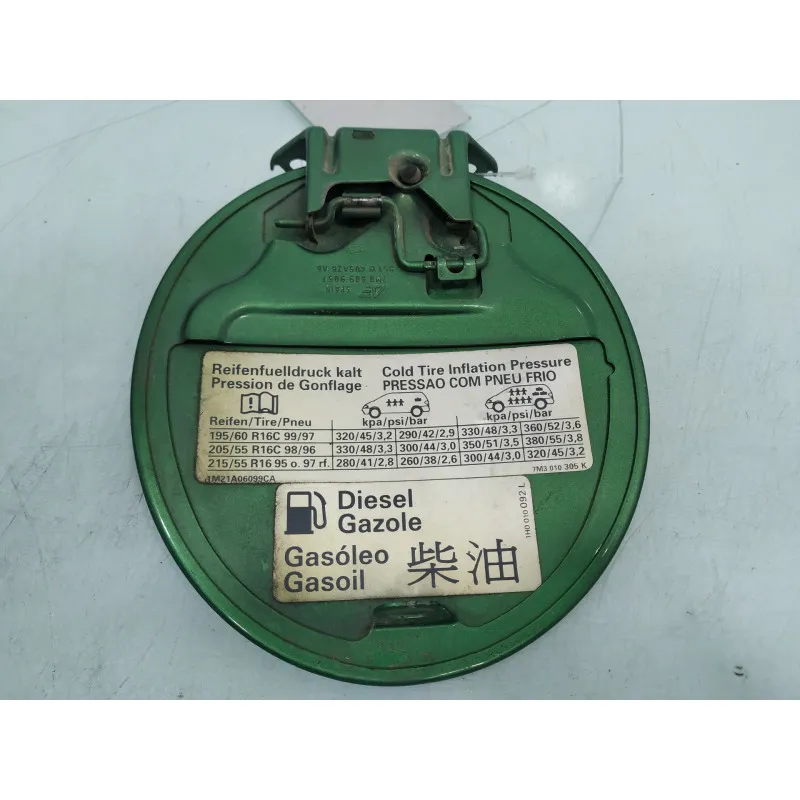 SPAIN
Reifenfuelldruck kalt Cold Tire Inflation Pressure
Pression de Gonflage PRESSAO COM PNEU FRIO
Reifen/Tire/Pneu kpa/psi/bar kpa/psi/bar
195/60 R16C 99/97 320/45/3,2 290/42/2,9 330/48/3,3 360/52/3,6
205/55 R16C 98/96 330/48/3,3 300/44/3,0 350/51/3,5 380/55/3,8
215/55 R16 95 o. 97 rf. 280/41/2,8 260/38/2,6 300/44/3,0 320/45/3,2
1M21A06099CA 7M3 010 305 K
Diesel
Gazole
Gasóleo
Gasoil
柴油
1H0 010 092 L